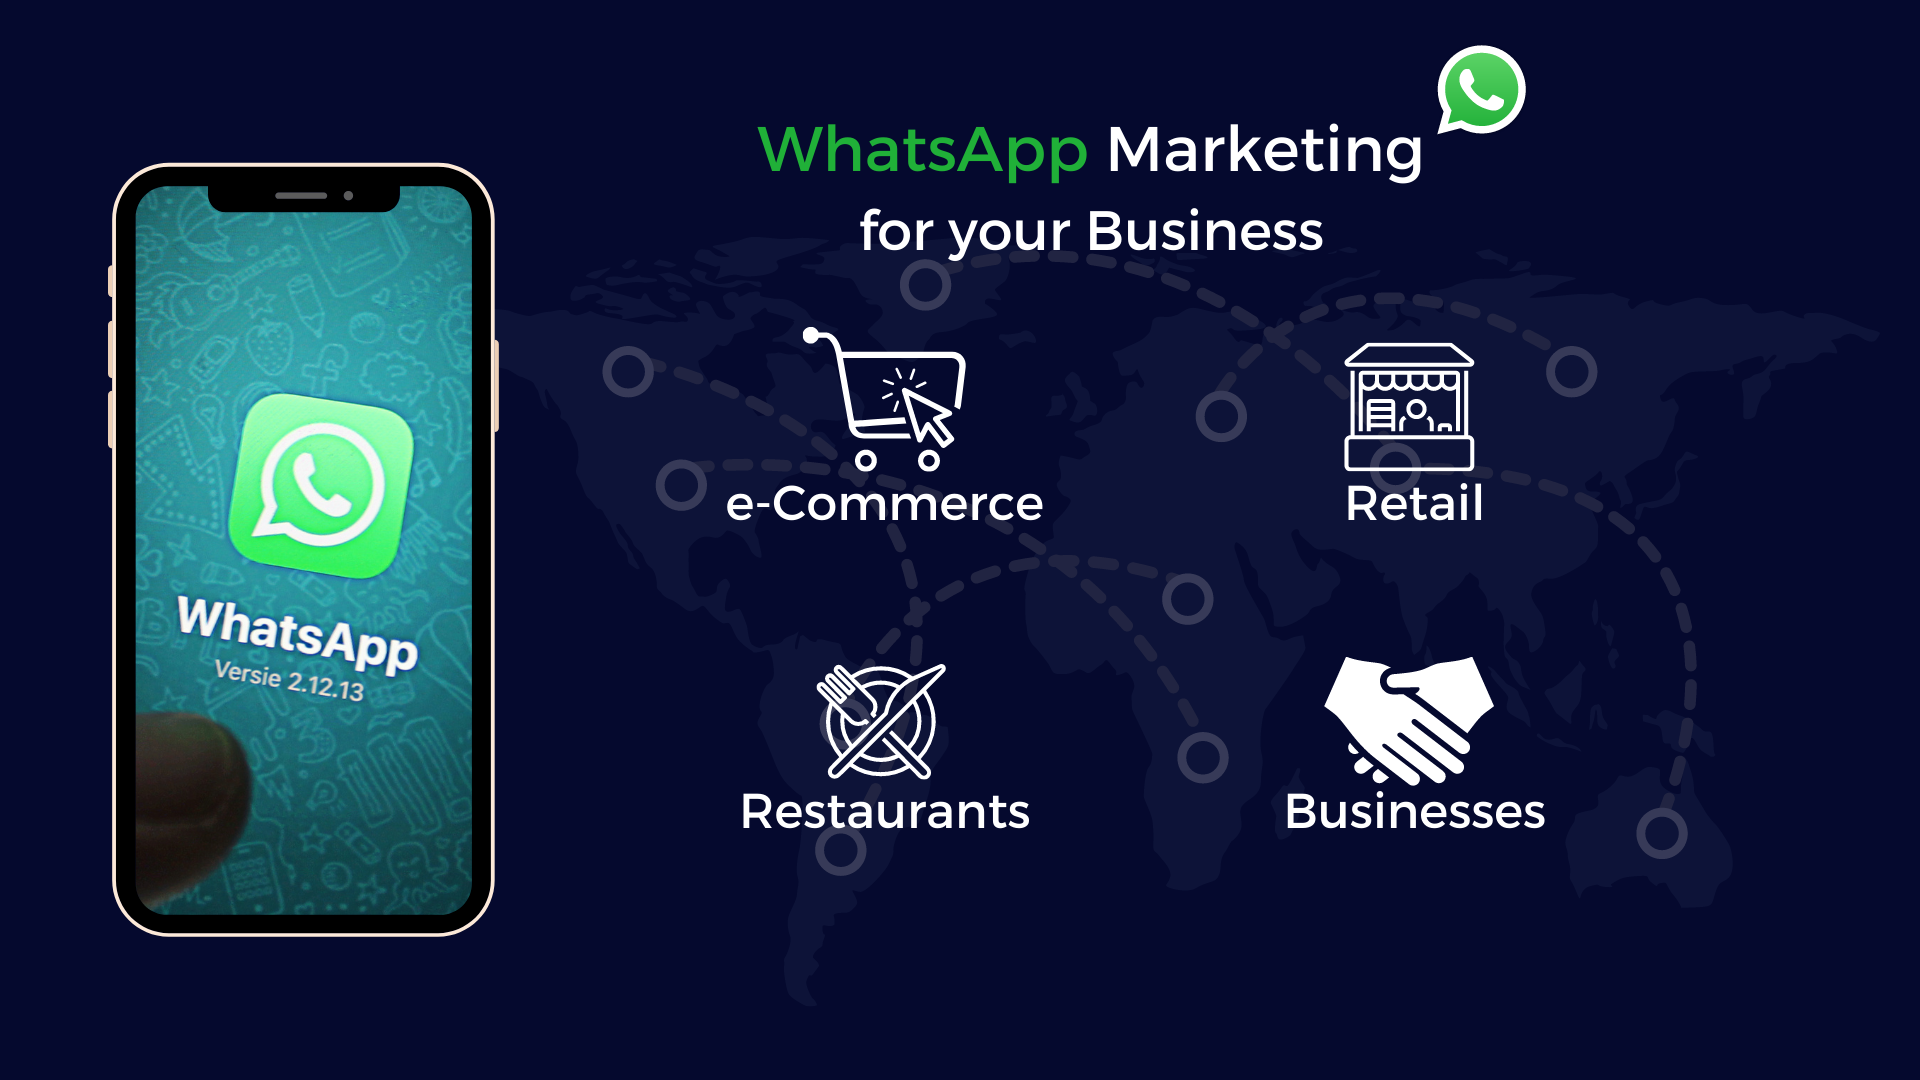 WhatsApp Marketing
for your Business
e-Commerce
Retail
Restaurants
Businesses
WhatsApp
Versie 2.12.13